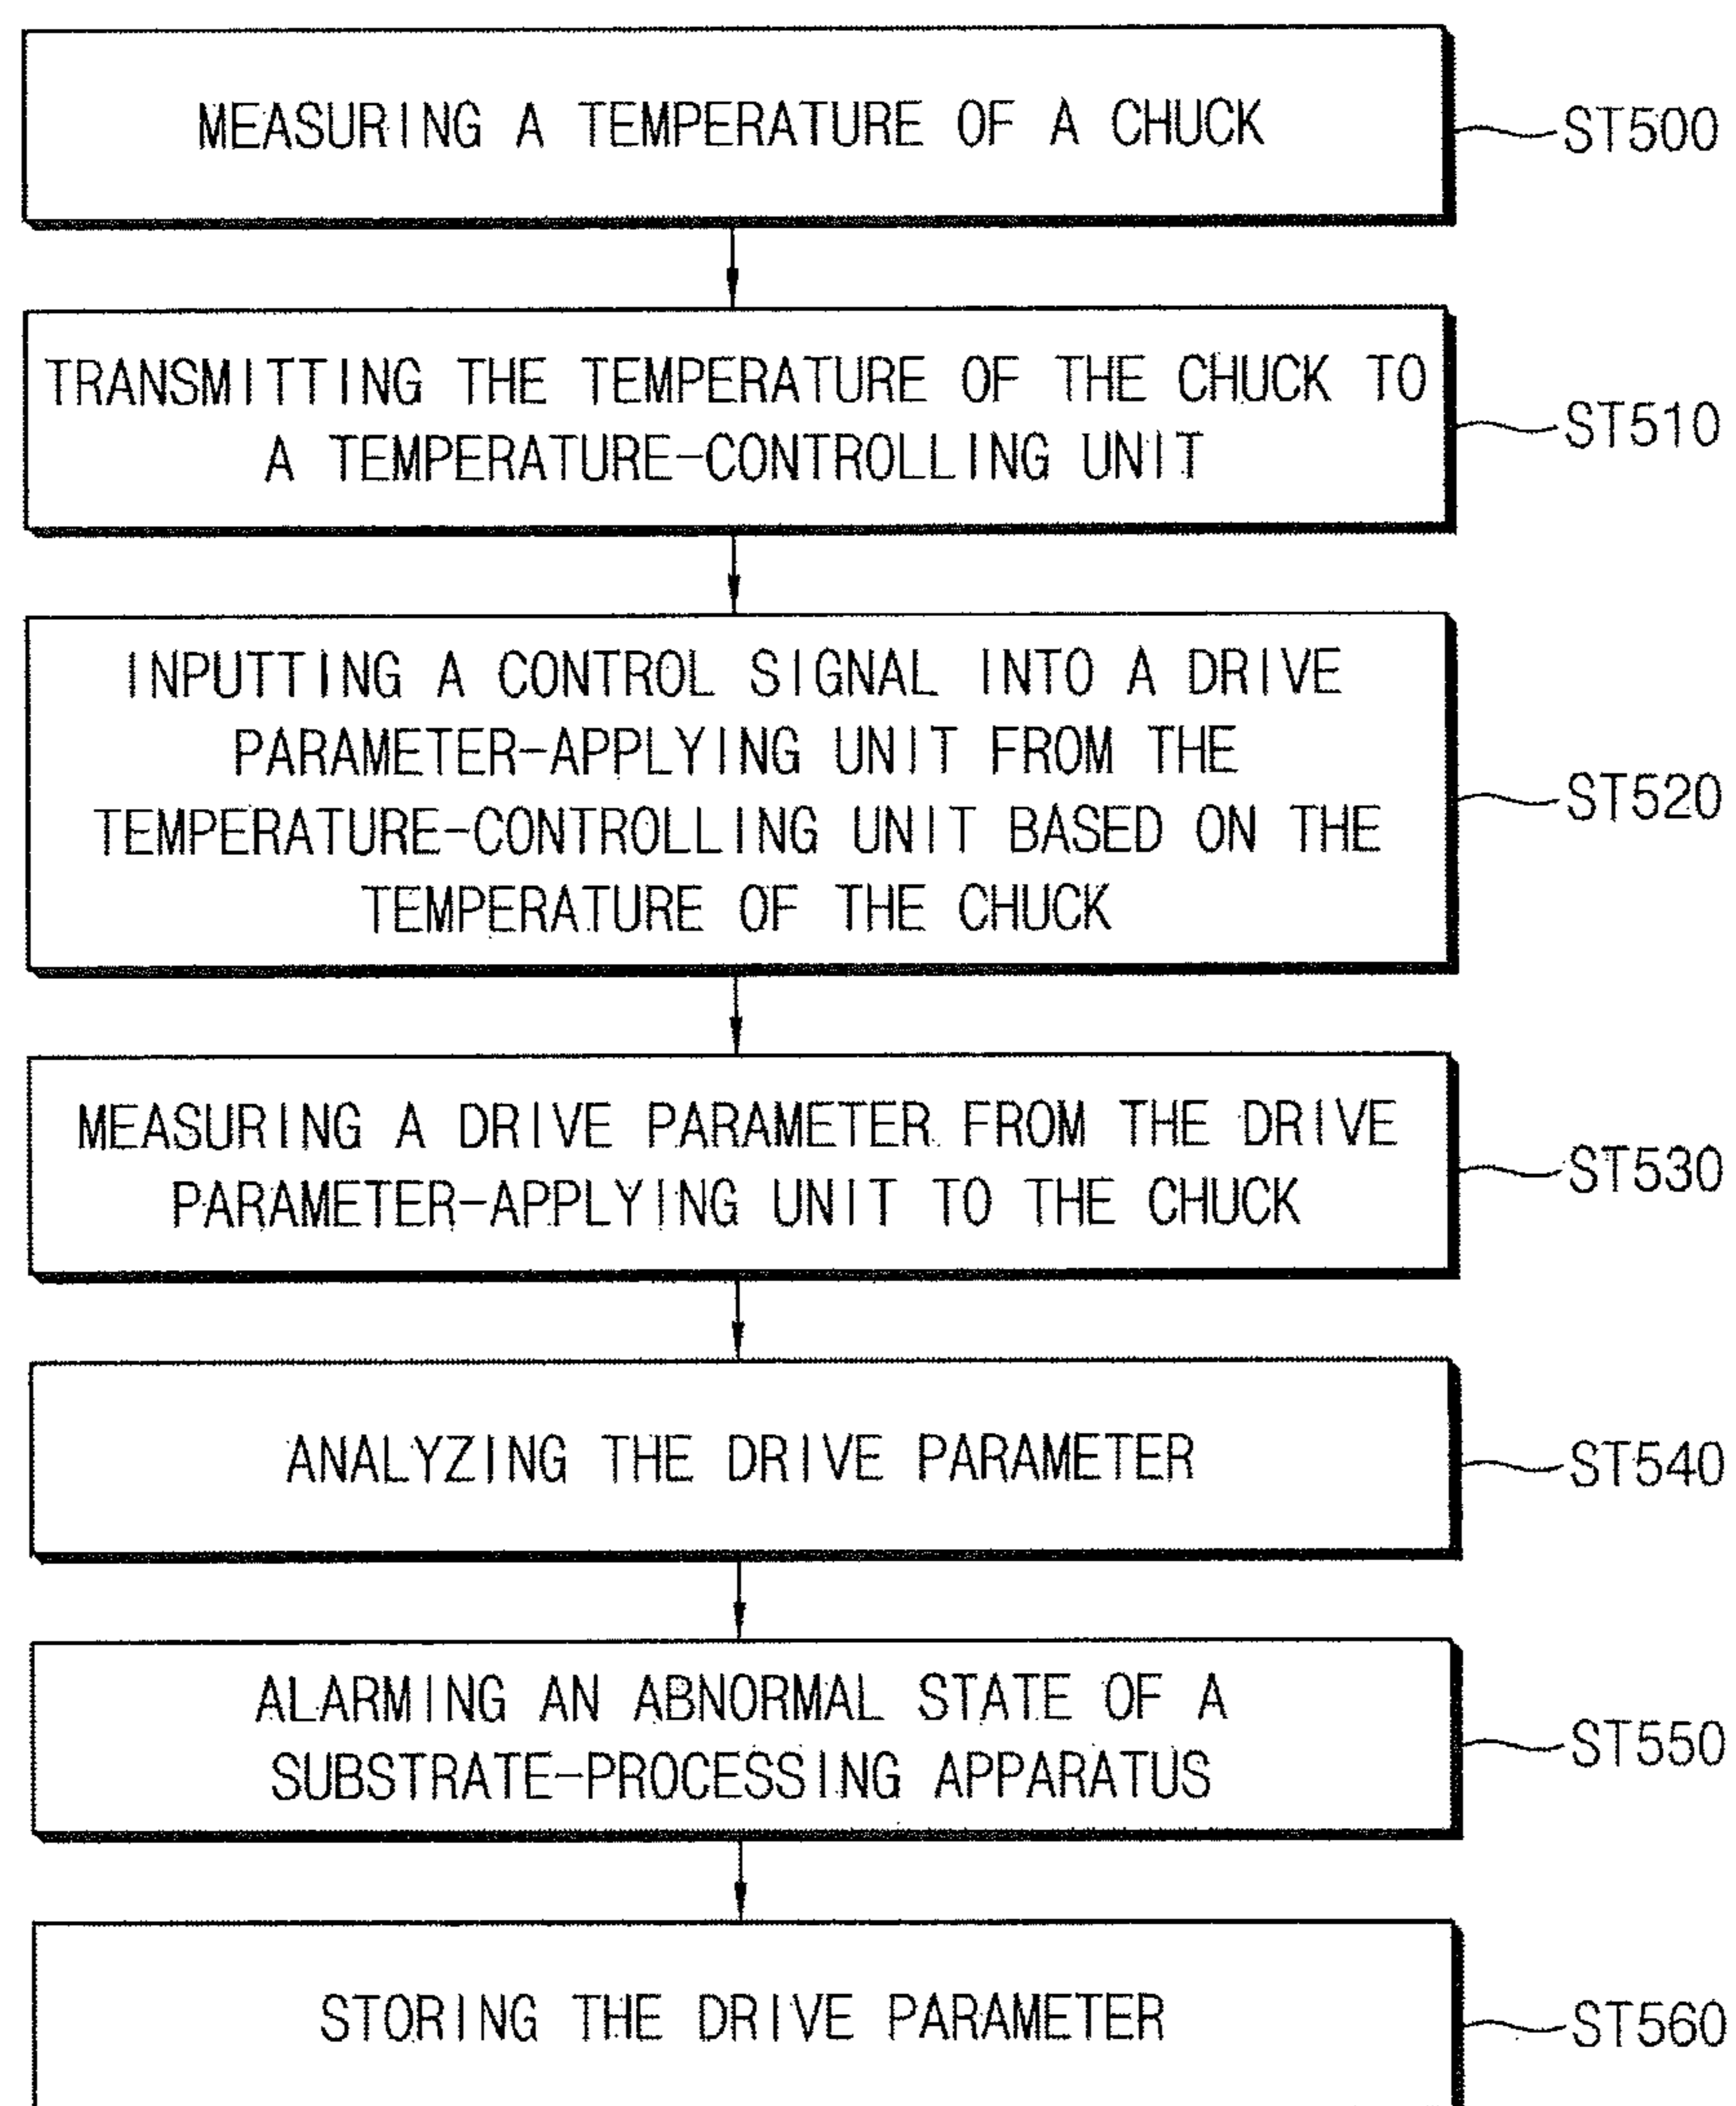 MEASURING A TEMPERATURE OF A CHUCK
ST500
TRANSMITTING THE TEMPERATURE OF THE CHUCK TO
A TEMPERATURE-CONTROLLING UNIT
ST510
INPUTTING A CONTROL SIGNAL INTO A DRIVE
PARAMETER-APPLYING UNIT FROM THE
TEMPERATURE-CONTROLLING UNIT BASED ON THE
TEMPERATURE OF THE CHUCK
ST520
MEASURING A DRIVE PARAMETER FROM THE DRIVE
PARAMETER-APPLYING UNIT TO THE CHUCK
ST530
ANALYZING THE DRIVE PARAMETER
ST540
ALARMING AN ABNORMAL STATE OF A
SUBSTRATE-PROCESSING APPARATUS
ST550
STORING THE DRIVE PARAMETER
ST560